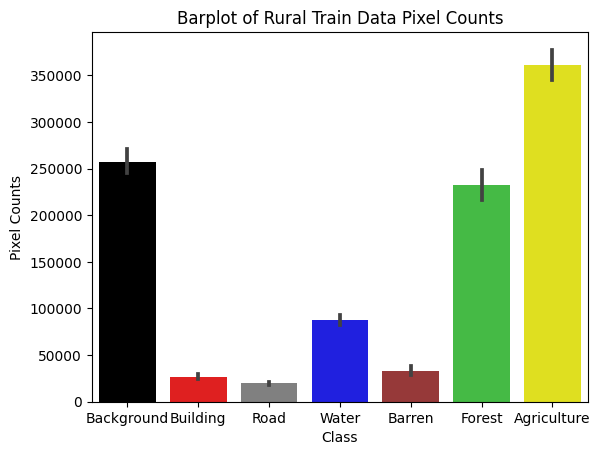 Barplot of Rural Train Data Pixel Counts
Pixel Counts
350000
300000
250000
200000
150000
100000
50000
0
Background Building Road Water Barren Forest Agriculture
Class